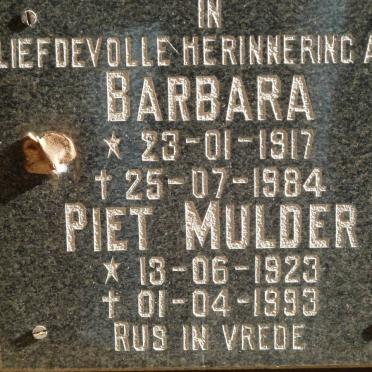 IN
LIEFDEVOLLE HERINNERING A
BARBARA
* 23-01-1917
† 25-07-1984
PIET MULDER
* 13-06-1923
† 01-04-1993
RUS IN VREDE